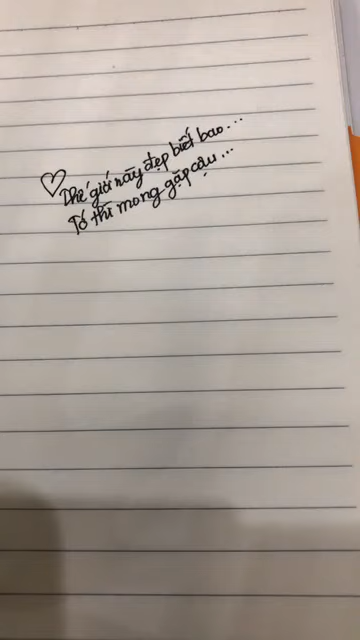 ♡ Thế giới này đẹp biết bao...
Tớ thì mong gặp cậu...